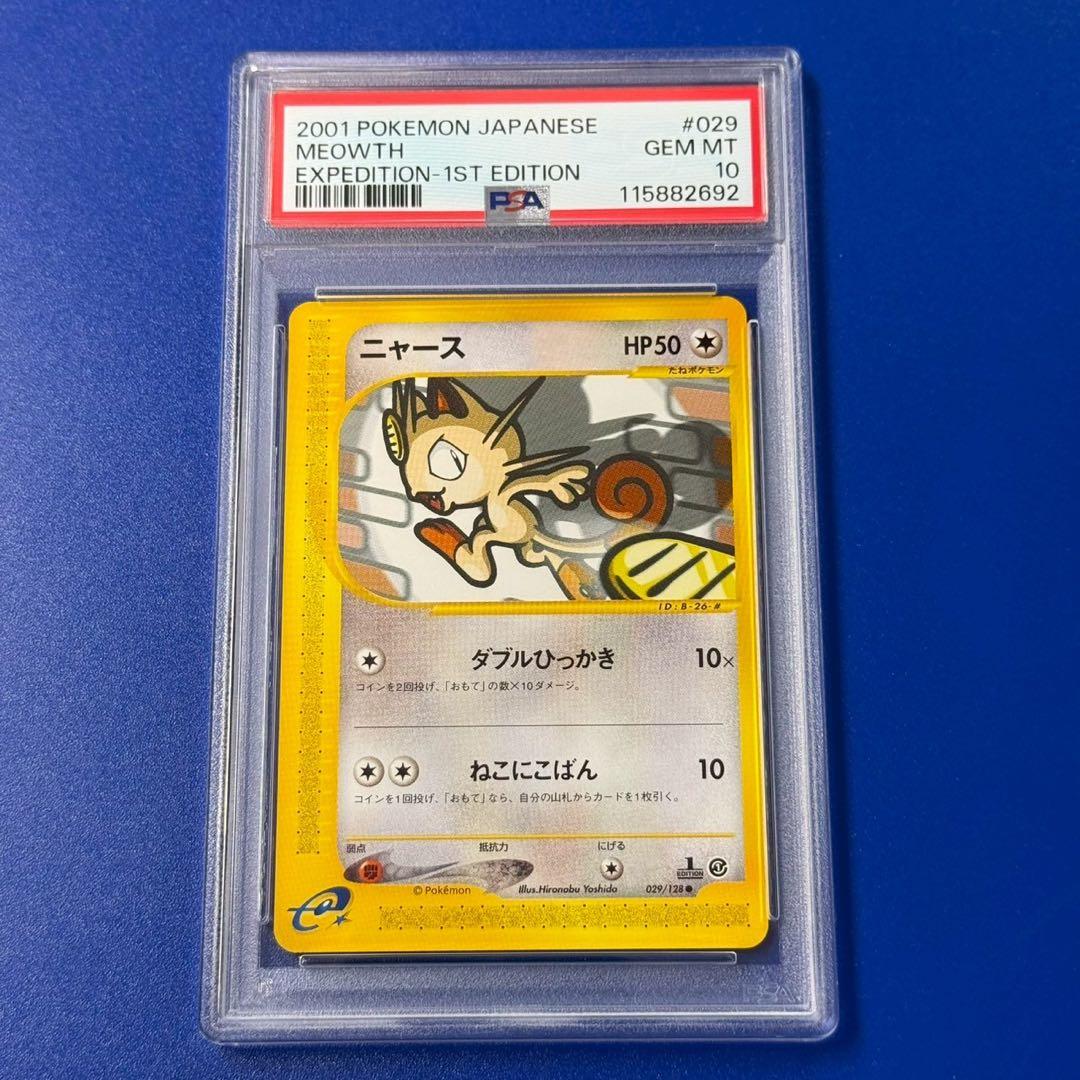 2001 POKEMON JAPANESE #029
MEOWTH GEM MT
EXPEDITION-1ST EDITION 10
PSA 115882692
ニャース HP50
たねポケモン
ID:B-26-#
ダブルひっかき 10×
コインを2回投げ、「おもて」の数×10ダメージ。
ねこにこばん 10
コインを1回投げ、「おもて」なら、自分の山札からカードを1枚引く。
弱点 抵抗力 にげる
1
EDITION
©Pokémon Illus.Hironobu Yoshida 029/128 ●
e
PSA